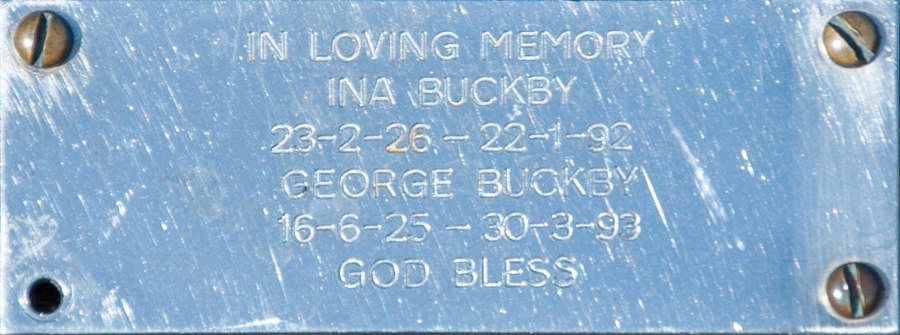 IN LOVING MEMORY
INA BUCKBY
23-2-26 - 22-1-92
GEORGE BUCKBY
16-6-25 - 30-3-93
GOD BLESS